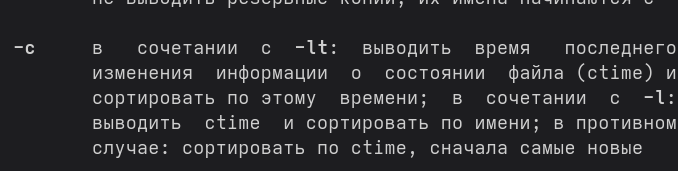 не выводить резервные копии, их имена начинаются с
-c в сочетании с -lt: выводить время последнего
изменения информации о состоянии файла (ctime) и
сортировать по этому времени; в сочетании с -l:
выводить ctime и сортировать по имени; в противном
случае: сортировать по ctime, сначала самые новые